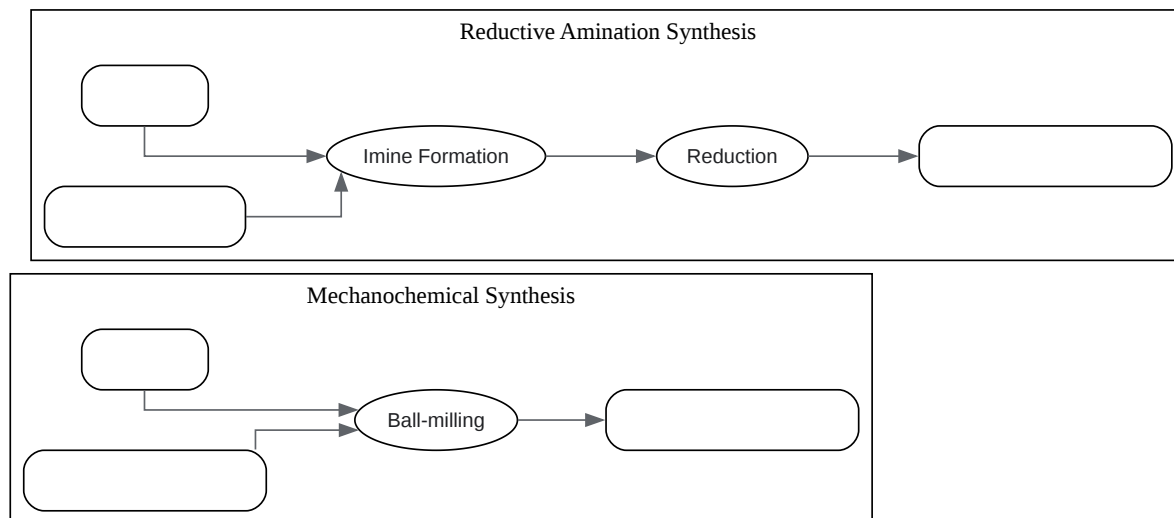 Reductive Amination Synthesis
Imine Formation
Reduction
Mechanochemical Synthesis
Ball-milling